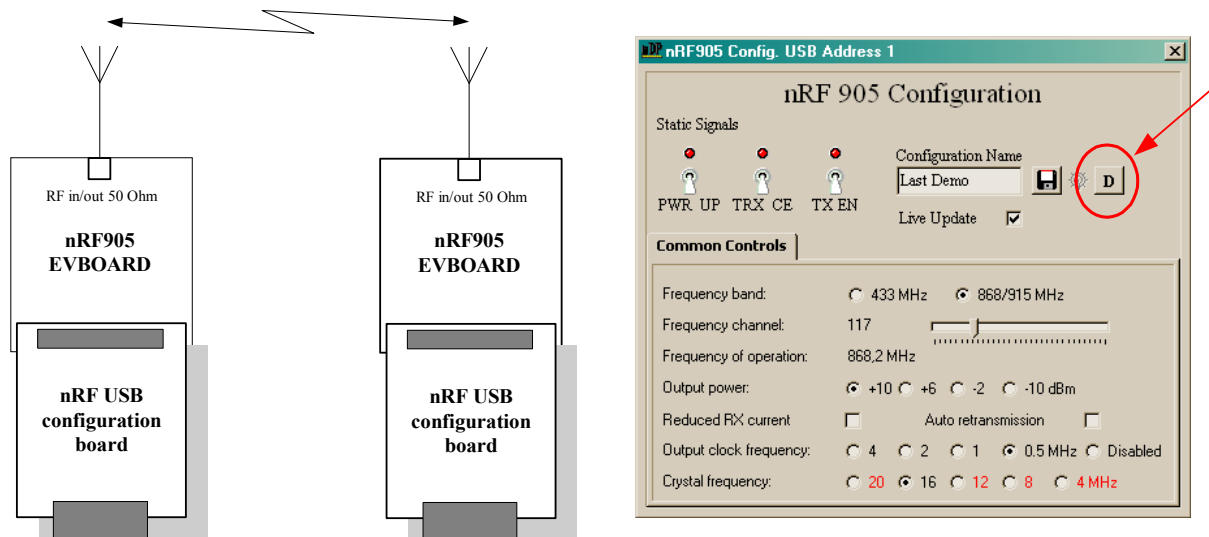 RF in/out 50 Ohm
nRF905
EVBOARD
nRF USB
configuration
board
RF in/out 50 Ohm
nRF905
EVBOARD
nRF USB
configuration
board
nDP nRF905 Config. USB Address 1
nRF 905 Configuration
Static Signals
PWR UP TRX CE TX EN
Configuration Name
Last Demo D
Live Update
Common Controls
Frequency band: 433 MHz 868/915 MHz
Frequency channel: 117
Frequency of operation: 868,2 MHz
Output power: +10 +6 -2 -10 dBm
Reduced RX current Auto retransmission
Output clock frequency: 4 2 1 0.5 MHz Disabled
Crystal frequency: 20 16 12 8 4 MHz